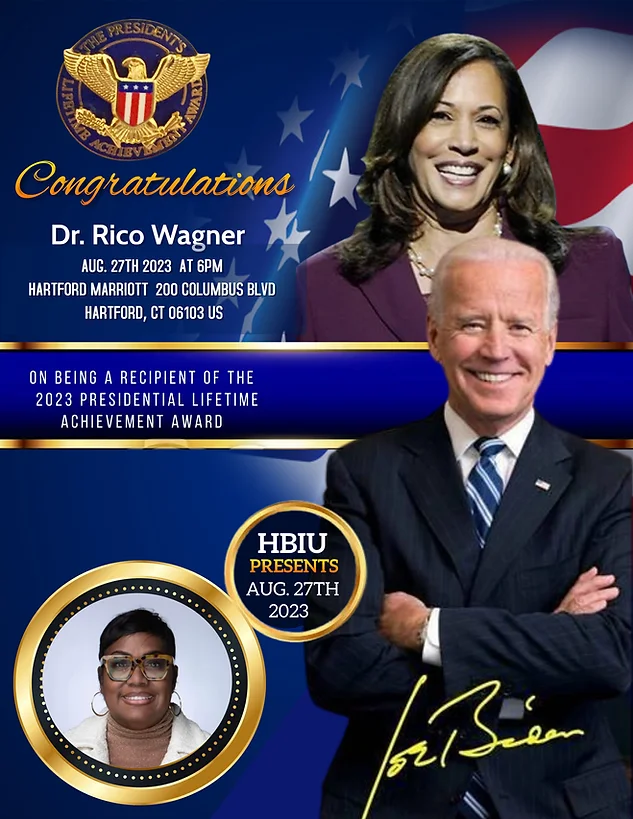 THE PRESIDENT'S
LIFETIME ACHIEVEMENT AWARD
Congratulations
Dr. Rico Wagner
AUG. 27TH 2023 AT 6PM
HARTFORD MARRIOTT 200 COLUMBUS BLVD
HARTFORD, CT 06103 US
ON BEING A RECIPIENT OF THE
2023 PRESIDENTIAL LIFETIME
ACHIEVEMENT AWARD
HBIU
PRESENTS
AUG. 27TH
2023
Joe Biden